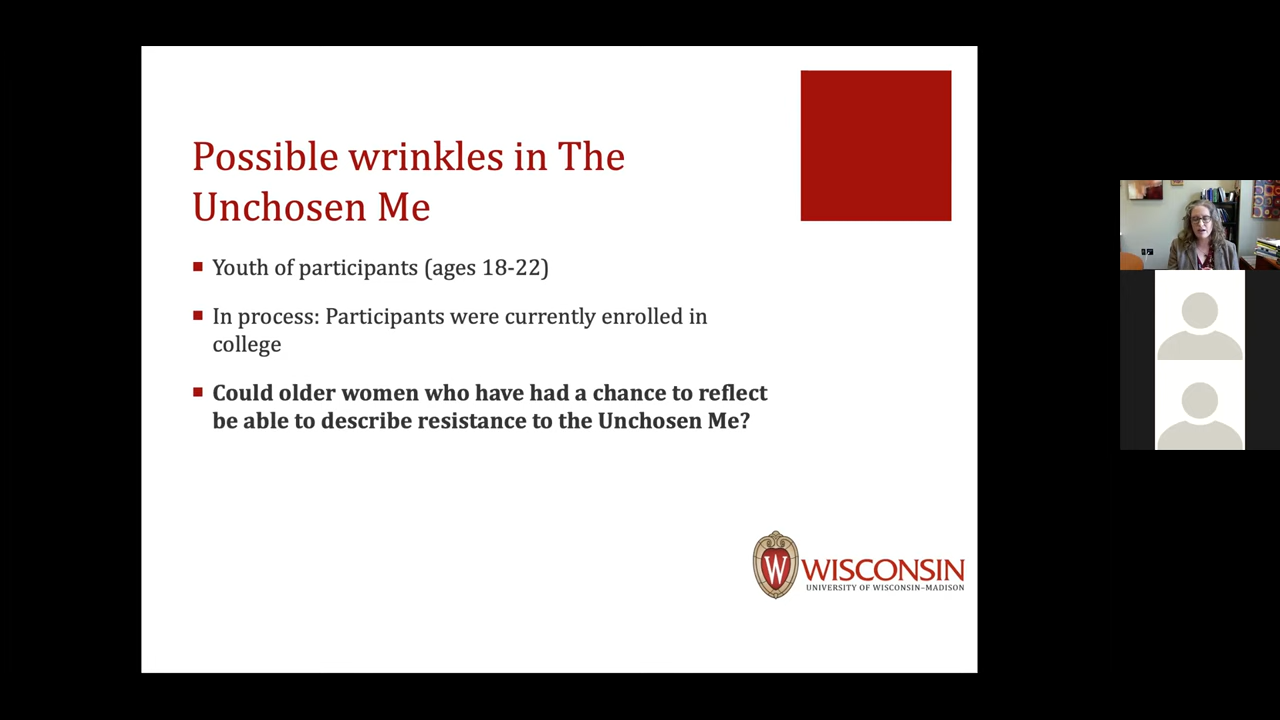 Possible wrinkles in The
Unchosen Me
Youth of participants (ages 18-22)
In process: Participants were currently enrolled in
college
Could older women who have had a chance to reflect
be able to describe resistance to the Unchosen Me?
W
WISCONSIN
UNIVERSITY OF WISCONSIN–MADISON